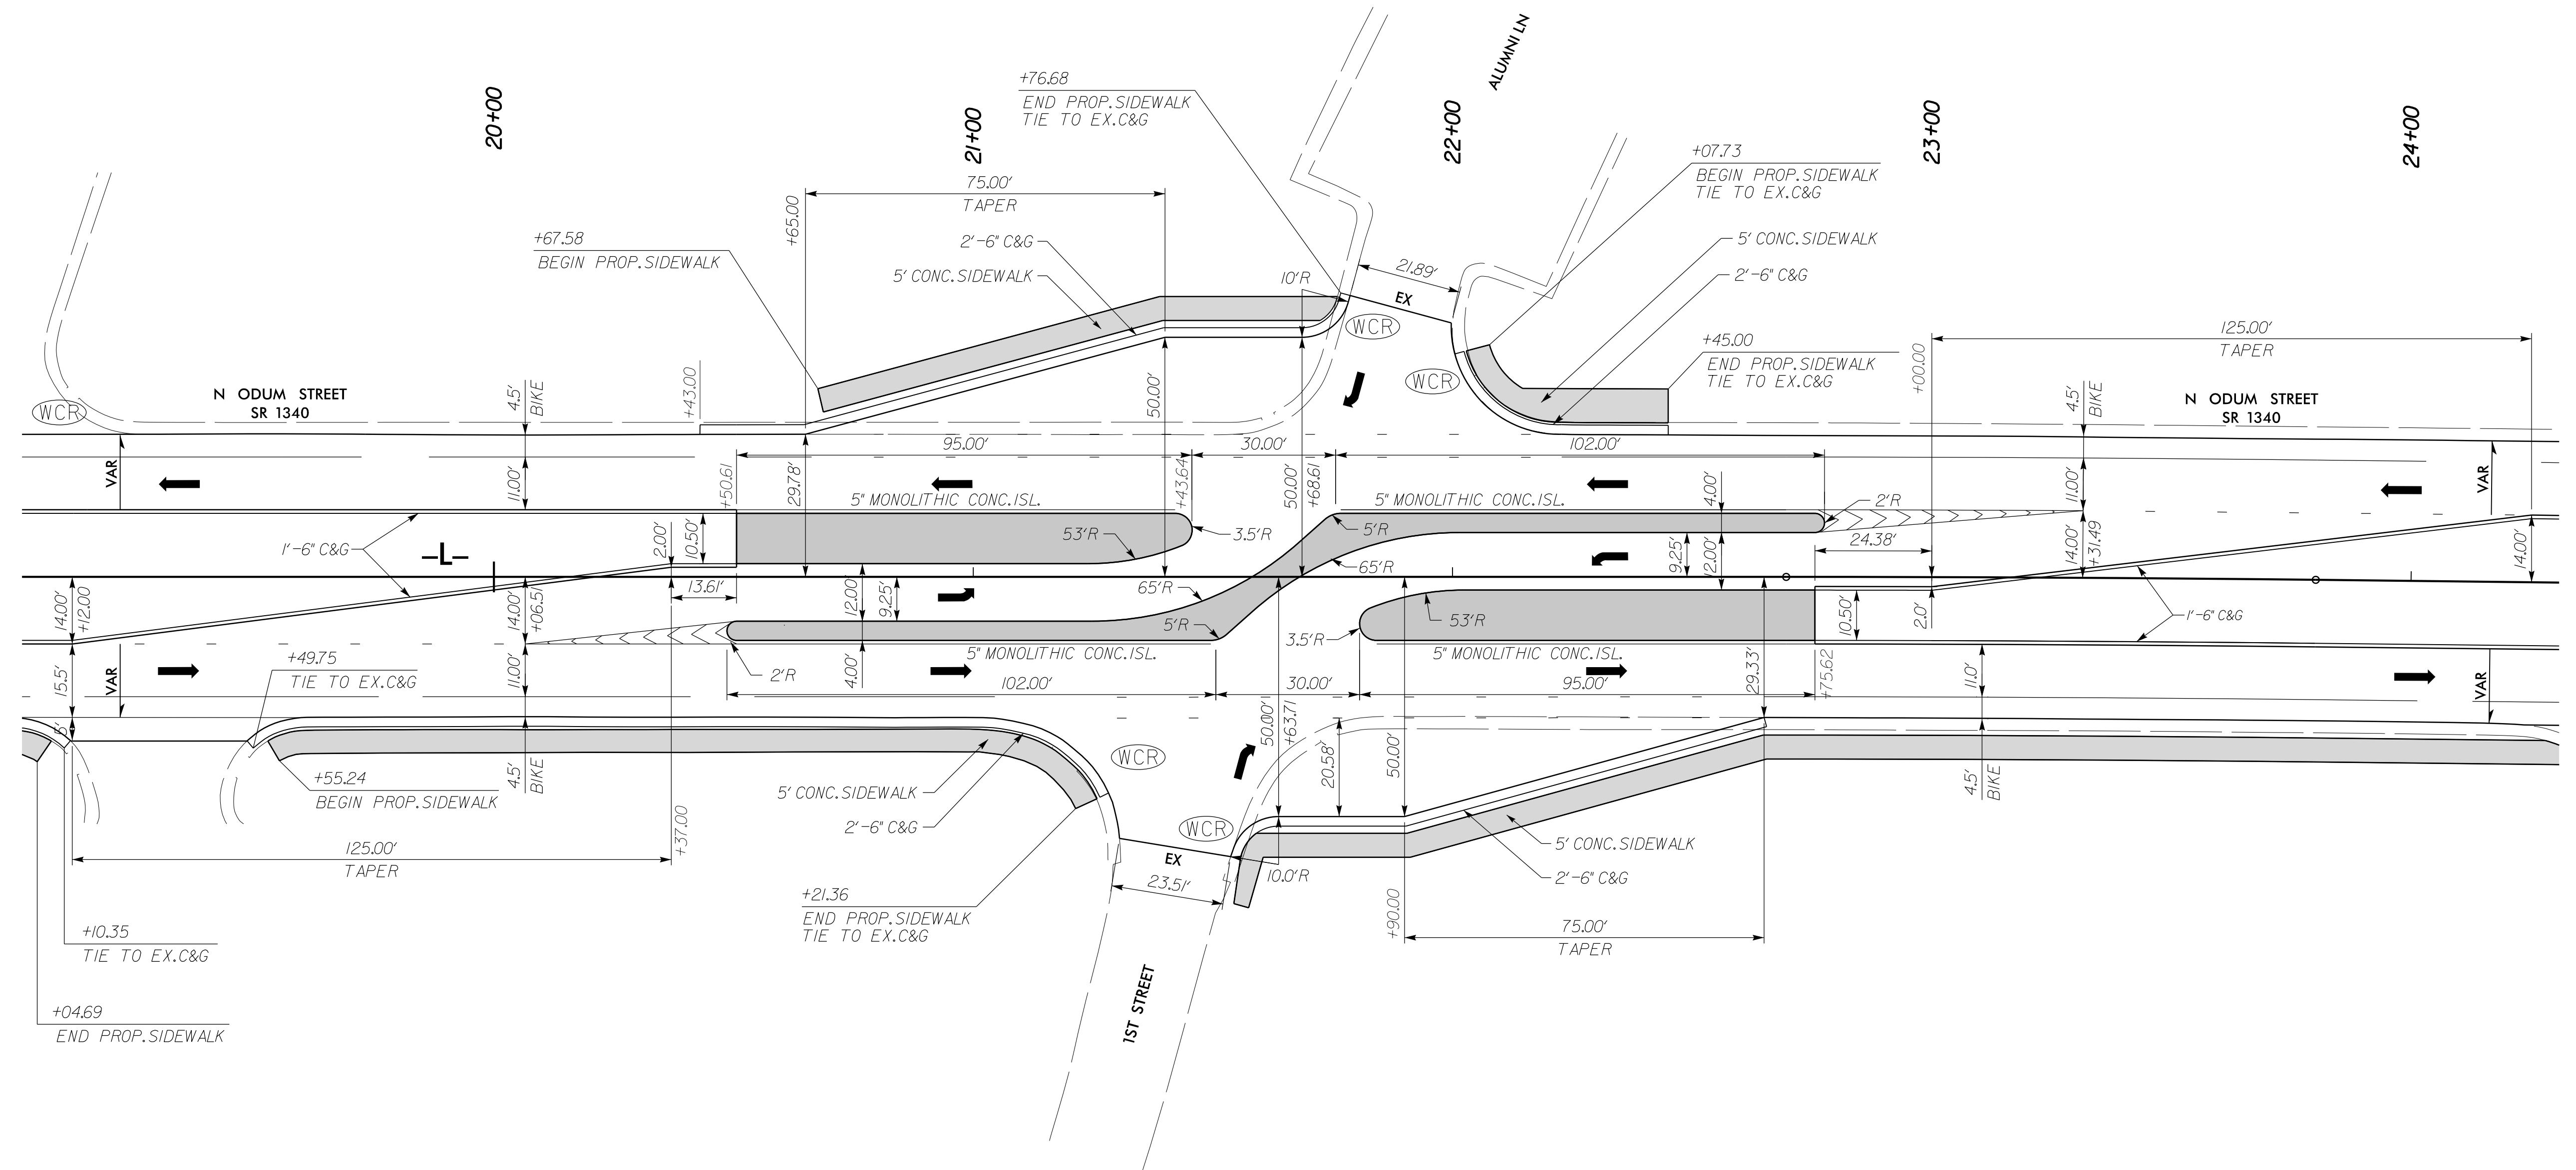 ALUMNI LN
+76.68
END PROP. SIDEWALK
TIE TO EX. C&G
20+00
21+00
22+00
23+00
24+00
+07.73
BEGIN PROP. SIDEWALK
TIE TO EX. C&G
75.00'
TAPER
+65.00
+67.58
BEGIN PROP. SIDEWALK
2'-6" C&G
5' CONC. SIDEWALK
10'R
21.89'
EX
WCR
5' CONC. SIDEWALK
2'-6" C&G
125.00'
TAPER
+45.00
END PROP. SIDEWALK
TIE TO EX. C&G
+00.00
N ODUM STREET
SR 1340
WCR
4.5'
BIKE
+43.00
50.00'
WCR
4.5'
BIKE
N ODUM STREET
SR 1340
VAR
11.00'
95.00'
30.00'
102.00'
+50.61
29.78'
+43.64
50.00'
+68.61
4.00'
11.00'
VAR
5" MONOLITHIC CONC. ISL.
5" MONOLITHIC CONC. ISL.
2'R
1'-6" C&G
-L-
2.00'
10.50'
53'R
3.5'R
5'R
9.25'
12.00'
24.38'
14.00'
+31.49
14.00'
65'R
14.00'
+12.00
14.00'
+06.51
13.61'
12.00'
9.25'
65'R
5'R
3.5'R
53'R
10.50'
2.0'
1'-6" C&G
15.5'
VAR
+49.75
TIE TO EX. C&G
11.00'
2'R
4.00'
5" MONOLITHIC CONC. ISL.
5" MONOLITHIC CONC. ISL.
102.00'
30.00'
95.00'
29.33'
+75.62
11.0'
VAR
5'
+55.24
BEGIN PROP. SIDEWALK
4.5'
BIKE
WCR
50.00'
+63.71
20.58'
50.00'
4.5'
BIKE
5' CONC. SIDEWALK
2'-6" C&G
+37.00
WCR
5' CONC. SIDEWALK
2'-6" C&G
125.00'
TAPER
EX
23.51'
10.0'R
+90.00
75.00'
TAPER
+21.36
END PROP. SIDEWALK
TIE TO EX. C&G
+10.35
TIE TO EX. C&G
+04.69
END PROP. SIDEWALK
1ST STREET